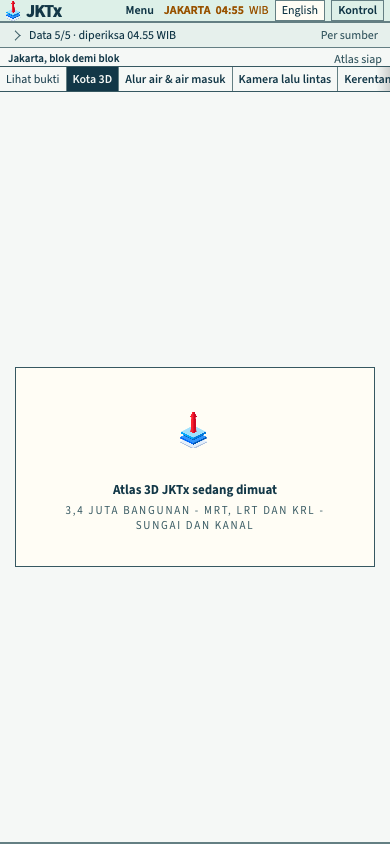 JKTx Menu JAKARTA 04:55 WIB English Kontrol
Data 5/5 · diperiksa 04.55 WIB Per sumber
Jakarta, blok demi blok Atlas siap
Lihat bukti Kota 3D Alur air & air masuk Kamera lalu lintas Kerentan
Atlas 3D JKTx sedang dimuat
3,4 JUTA BANGUNAN - MRT, LRT DAN KRL -
SUNGAI DAN KANAL